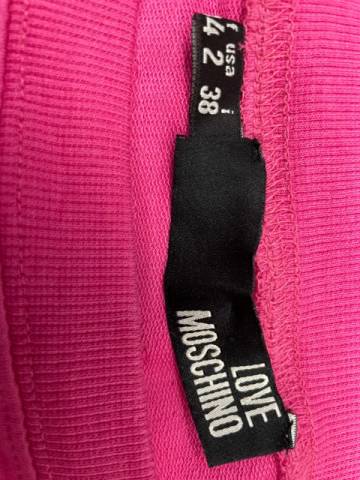 f usa i
4 2 38
LOVE
MOSCHINO